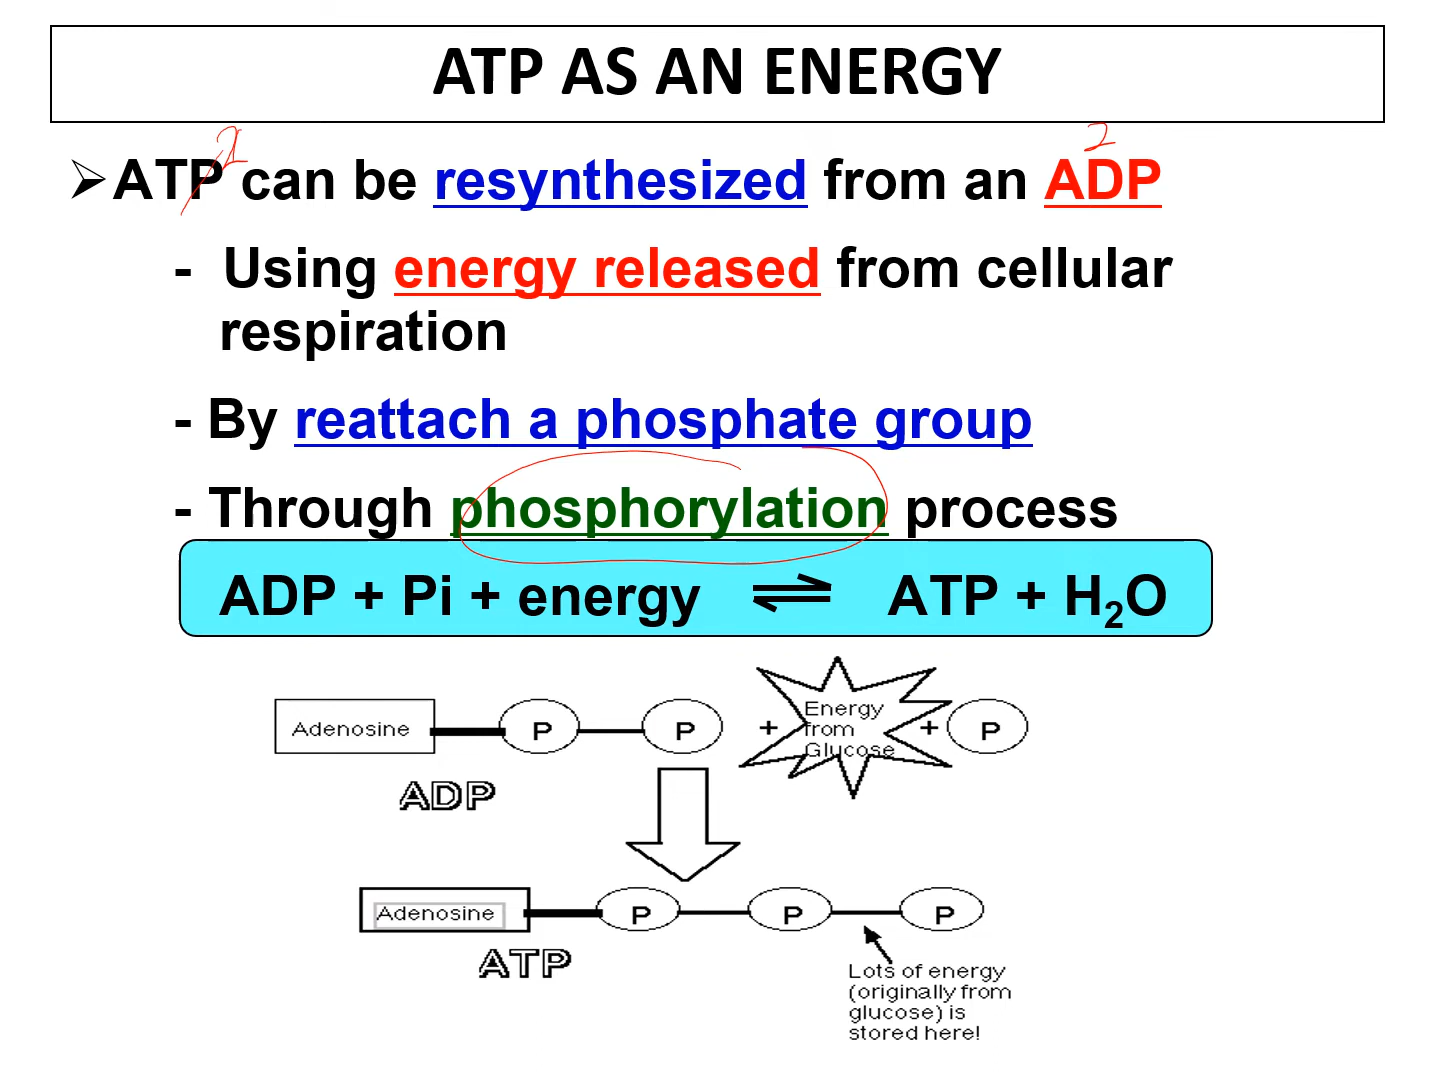 ATP AS AN ENERGY
➢ATP can be resynthesized from an ADP
2
- Using energy released from cellular
respiration
- By reattach a phosphate group
- Through phosphorylation process
ADP + Pi + energy ⇌ ATP + H₂O
Adenosine P P + Energy from Glucose + P
ADP
Adenosine P P P
ATP
Lots of energy
(originally from
glucose) is
stored here!